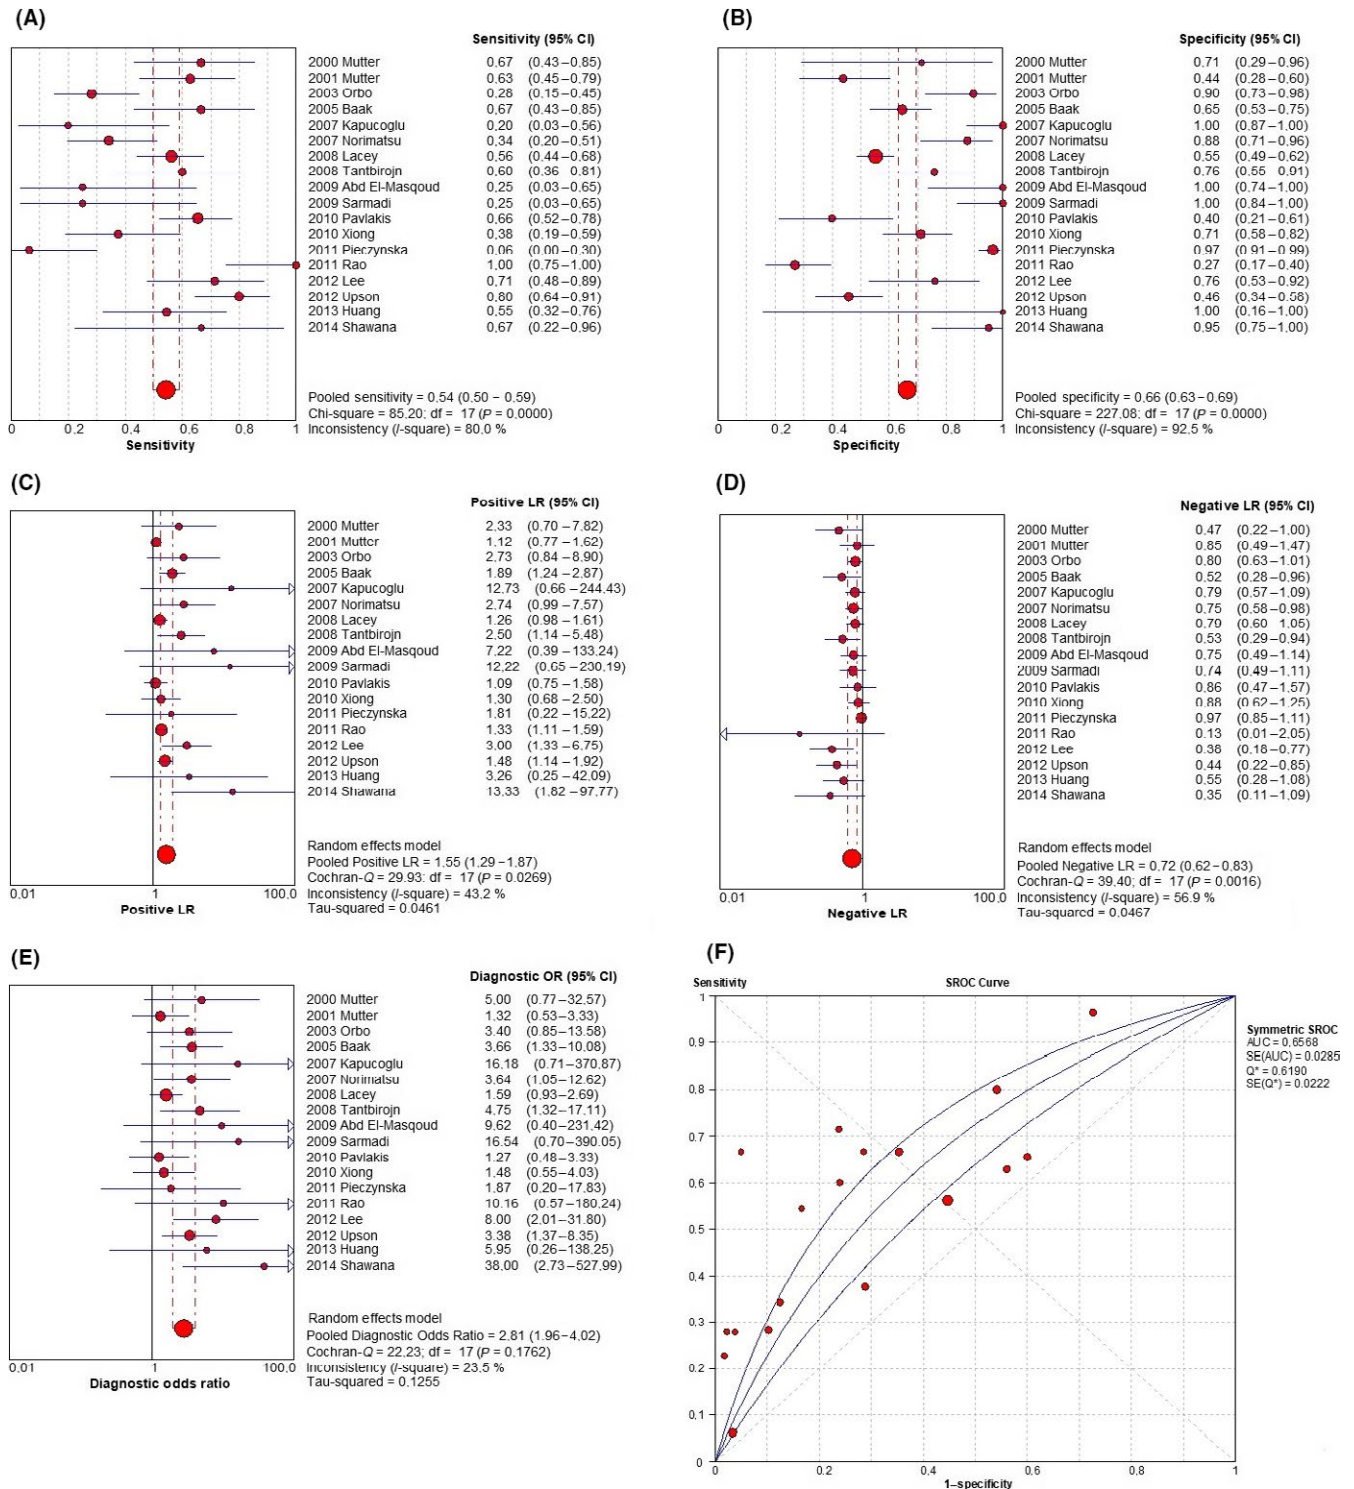 (A)
Sensitivity (95% CI)
2000 Mutter 0.67 (0.43–0.85)
2001 Mutter 0.63 (0.45–0.79)
2003 Orbo 0.28 (0.15–0.45)
2005 Baak 0.67 (0.43–0.85)
2007 Kapucoglu 0.20 (0.03–0.56)
2007 Norimatsu 0.34 (0.20–0.51)
2008 Lacey 0.56 (0.44–0.68)
2008 Tantbirojn 0.60 (0.36 0.81)
2009 Abd El-Masqoud 0.25 (0.03–0.65)
2009 Sarmadi 0.25 (0.03–0.65)
2010 Pavlakis 0.66 (0.52–0.78)
2010 Xiong 0.38 (0.19–0.59)
2011 Pieczynska 0.06 (0.00–0.30)
2011 Rao 1.00 (0.75–1.00)
2012 Lee 0.71 (0.48–0.89)
2012 Upson 0.80 (0.64–0.91)
2013 Huang 0.55 (0.32–0.76)
2014 Shawana 0.67 (0.22–0.96)
Pooled sensitivity = 0.54 (0.50 – 0.59)
Chi-square = 85.20; df = 17 (P = 0.0000)
Inconsistency (I-square) = 80.0 %
0 0.2 0.4 0.6 0.8 1
Sensitivity
(B)
Specificity (95% CI)
2000 Mutter 0.71 (0.29–0.96)
2001 Mutter 0.44 (0.28–0.60)
2003 Orbo 0.90 (0.73–0.98)
2005 Baak 0.65 (0.53–0.75)
2007 Kapucoglu 1.00 (0.87–1.00)
2007 Norimatsu 0.88 (0.71–0.96)
2008 Lacey 0.55 (0.49–0.62)
2008 Tantbirojn 0.76 (0.55 0.91)
2009 Abd El-Masqoud 1.00 (0.74–1.00)
2009 Sarmadi 1.00 (0.84–1.00)
2010 Pavlakis 0.40 (0.21–0.61)
2010 Xiong 0.71 (0.58–0.82)
2011 Pieczynska 0.97 (0.91–0.99)
2011 Rao 0.27 (0.17–0.40)
2012 Lee 0.76 (0.53–0.92)
2012 Upson 0.46 (0.34–0.58)
2013 Huang 1.00 (0.16–1.00)
2014 Shawana 0.95 (0.75–1.00)
Pooled specificity = 0.66 (0.63–0.69)
Chi-square = 227.08; df = 17 (P = 0.0000)
Inconsistency (I-square) = 92.5 %
0 0.2 0.4 0.6 0.8 1
Specificity
(C)
Positive LR (95% CI)
2000 Mutter 2.33 (0.70 – 7.82)
2001 Mutter 1.12 (0.77 – 1.62)
2003 Orbo 2.73 (0.84 – 8.90)
2005 Baak 1.89 (1.24 – 2.87)
2007 Kapucoglu 12.73 (0.66 –244.43)
2007 Norimatsu 2.74 (0.99 – 7.57)
2008 Lacey 1.26 (0.98 – 1.61)
2008 Tantbirojn 2.50 (1.14 – 5.48)
2009 Abd El-Masqoud 7.22 (0.39 –133.24)
2009 Sarmadi 12.22 (0.65 –230.19)
2010 Pavlakis 1.09 (0.75 – 1.58)
2010 Xiong 1.30 (0.68 – 2.50)
2011 Pieczynska 1.81 (0.22 – 15.22)
2011 Rao 1.33 (1.11 – 1.59)
2012 Lee 3.00 (1.33 – 6.75)
2012 Upson 1.48 (1.14 – 1.92)
2013 Huang 3.26 (0.25 – 42.09)
2014 Shawana 13.33 (1.82 –97.77)
Random effects model
Pooled Positive LR = 1.55 (1.29 –1.87)
Cochran-Q = 29.93; df = 17 (P = 0.0269)
Inconsistency (I-square) = 43.2 %
Tau-squared = 0.0461
0.01 1 100.0
Positive LR
(D)
Negative LR (95% CI)
2000 Mutter 0.47 (0.22–1.00)
2001 Mutter 0.85 (0.49–1.47)
2003 Orbo 0.80 (0.63–1.01)
2005 Baak 0.52 (0.28–0.96)
2007 Kapucoglu 0.79 (0.57–1.09)
2007 Norimatsu 0.75 (0.58–0.98)
2008 Lacey 0.79 (0.60 1.05)
2008 Tantbirojn 0.53 (0.29–0.94)
2009 Abd El-Masqoud 0.75 (0.49–1.14)
2009 Sarmadi 0.74 (0.49–1.11)
2010 Pavlakis 0.86 (0.47–1.57)
2010 Xiong 0.88 (0.62–1.25)
2011 Pieczynska 0.97 (0.85–1.11)
2011 Rao 0.13 (0.01–2.05)
2012 Lee 0.38 (0.18–0.77)
2012 Upson 0.44 (0.22–0.85)
2013 Huang 0.55 (0.28–1.08)
2014 Shawana 0.35 (0.11–1.09)
Random effects model
Pooled Negative LR = 0.72 (0.62–0.83)
Cochran-Q = 39.40; df = 17 (P = 0.0016)
Inconsistency (I-square) = 56.9 %
Tau-squared = 0.0467
0.01 1 100.0
Negative LR
(E)
Diagnostic OR (95% CI)
2000 Mutter 5.00 (0.77–32.57)
2001 Mutter 1.32 (0.53–3.33)
2003 Orbo 3.40 (0.85–13.58)
2005 Baak 3.66 (1.33–10.08)
2007 Kapucoglu 16.18 (0.71–370.87)
2007 Norimatsu 3.64 (1.05–12.62)
2008 Lacey 1.59 (0.93–2.69)
2008 Tantbirojn 4.75 (1.32–17.11)
2009 Abd El-Masqoud 9.62 (0.40–231.42)
2009 Sarmadi 16.54 (0.70–390.05)
2010 Pavlakis 1.27 (0.48–3.33)
2010 Xiong 1.48 (0.55–4.03)
2011 Pieczynska 1.87 (0.20–17.83)
2011 Rao 10.16 (0.57–180.24)
2012 Lee 8.00 (2.01–31.80)
2012 Upson 3.38 (1.37–8.35)
2013 Huang 5.95 (0.26–138.25)
2014 Shawana 38.00 (2.73–527.99)
Random effects model
Pooled Diagnostic Odds Ratio = 2.81 (1.96–4.02)
Cochran-Q = 22.23; df = 17 (P = 0.1762)
Inconsistency (I-square) = 23.5 %
Tau-squared = 0.1255
0.01 1 100.0
Diagnostic odds ratio
(F)
Sensitivity SROC Curve
1
0.9
0.8
0.7
0.6
0.5
0.4
0.3
0.2
0.1
0
0 0.2 0.4 0.6 0.8 1
1–specificity
Symmetric SROC
AUC = 0.6568
SE(AUC) = 0.0285
Q* = 0.6190
SE(Q*) = 0.0222